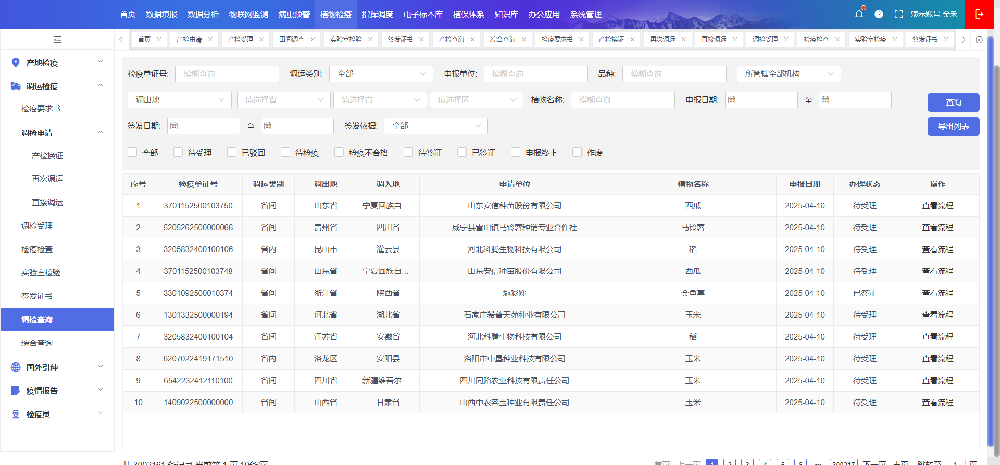 首页 数据填报 数据分析 物联网监测 病虫预警 植物检疫 指挥调度 电子标本库 植保体系 知识库 办公应用 系统管理 演示账号-金禾
首页 产检申请 产检受理 田间调查 实验室检验 签发证书 产检查询 综合查询 检疫要求书 产检换证 再次调运 直接调运 调检受理 检疫检查 实验室检疫 签发证书
产地检疫
调运检疫
检疫要求书
调检申请
产检换证
再次调运
直接调运
调检受理
检疫检查
实验室检验
签发证书
调检查询
综合查询
国外引种
疫情报告
检疫员
检疫单证号: 模糊查询 调运类别: 全部 申报单位: 模糊查询 品种: 模糊查询 所管辖全部机构
调出地 请选择省 请选择市 请选择区 植物名称: 模糊查询 申报日期: 至 查询
签发日期: 至 签发依据: 全部 导出列表
全部 待受理 已驳回 待检疫 检疫不合格 待签证 已签证 申报终止 作废
序号 检疫单证号 调运类别 调出地 调入地 申请单位 植物名称 申报日期 办理状态 操作
1 3701152500103750 省间 山东省 宁夏回族自... 山东安信种苗股份有限公司 西瓜 2025-04-10 待受理 查看流程
2 5205262500000066 省间 贵州省 四川省 威宁县雪山镇马铃薯种销专业合作社 马铃薯 2025-04-10 待受理 查看流程
3 3205832400100106 省内 昆山市 灌云县 河北科腾生物科技有限公司 稻 2025-04-10 待受理 查看流程
4 3701152500103748 省间 山东省 宁夏回族自... 山东安信种苗股份有限公司 西瓜 2025-04-10 待受理 查看流程
5 3301092500010374 省间 浙江省 陕西省 施彩娣 金鱼草 2025-04-10 已签证 查看流程
6 1301332500000194 省间 河北省 湖北省 石家庄希普天苑种业有限公司 玉米 2025-04-10 待受理 查看流程
7 3205832400100104 省间 江苏省 安徽省 河北科腾生物科技有限公司 稻 2025-04-10 待受理 查看流程
8 6207022419171510 省内 洛龙区 安阳县 洛阳市中垦种业科技有限公司 玉米 2025-04-10 待受理 查看流程
9 6542232412110100 省间 四川省 新疆维吾尔... 四川同路农业科技有限责任公司 玉米 2025-04-10 待受理 查看流程
10 1409022500000000 省间 山西省 甘肃省 山西中农容玉种业有限责任公司 玉米 2025-04-10 待受理 查看流程
共 3002161 条记录 当前第 1 页 10条/页 首页 上一页 1 2 3 4 5 6 ... 300217 下一页 末页 跳转至 1 页